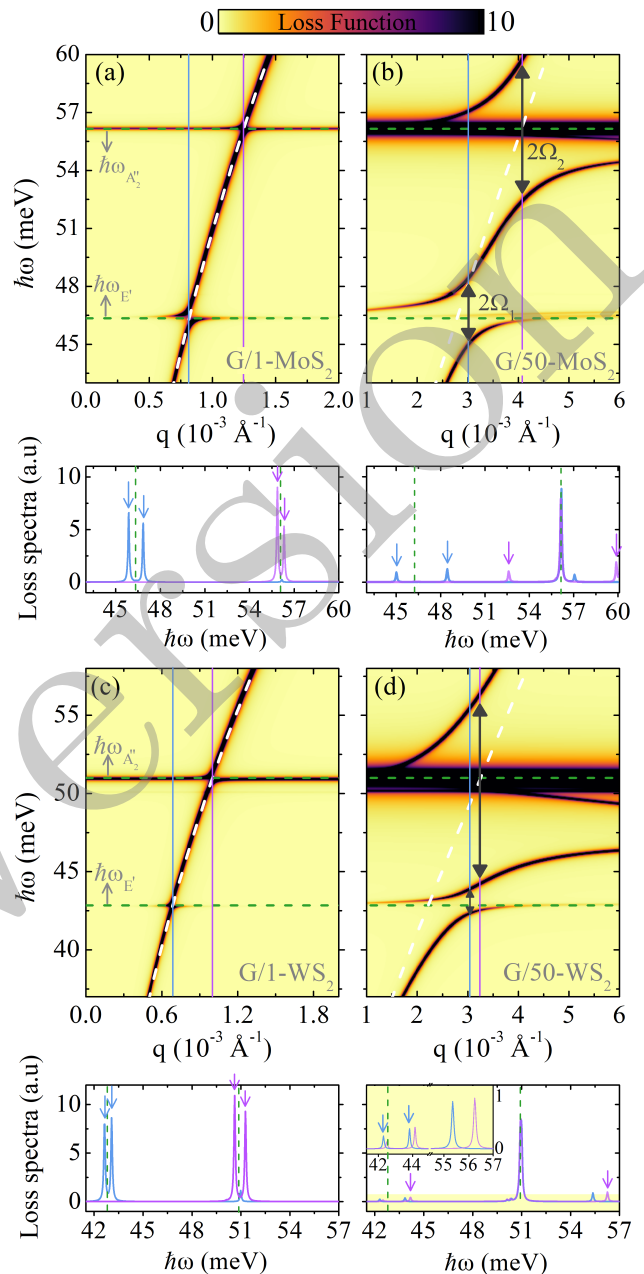 0 Loss Function 10
(a) (b)
60
57
54
51
48
45
ħω (meV)
ħω_A″₂
ħω_E′
2Ω₂
2Ω₁
G/1-MoS₂
G/50-MoS₂
0.0 0.5 1.0 1.5 2.0
1 2 3 4 5 6
q (10⁻³ Å⁻¹) q (10⁻³ Å⁻¹)
Loss spectra (a.u)
10
5
0
45 48 51 54 57 60
45 48 51 54 57 60
ħω (meV) ħω (meV)
(c) (d)
55
50
45
40
ħω (meV)
ħω_A″₂
ħω_E′
G/1-WS₂
G/50-WS₂
0.0 0.6 1.2 1.8
1 2 3 4 5 6
q (10⁻³ Å⁻¹) q (10⁻³ Å⁻¹)
Loss spectra (a.u)
10
5
0
1
0
42 44 55 56 57
42 45 48 51 54 57
42 45 48 51 54 57
ħω (meV) ħω (meV)
version